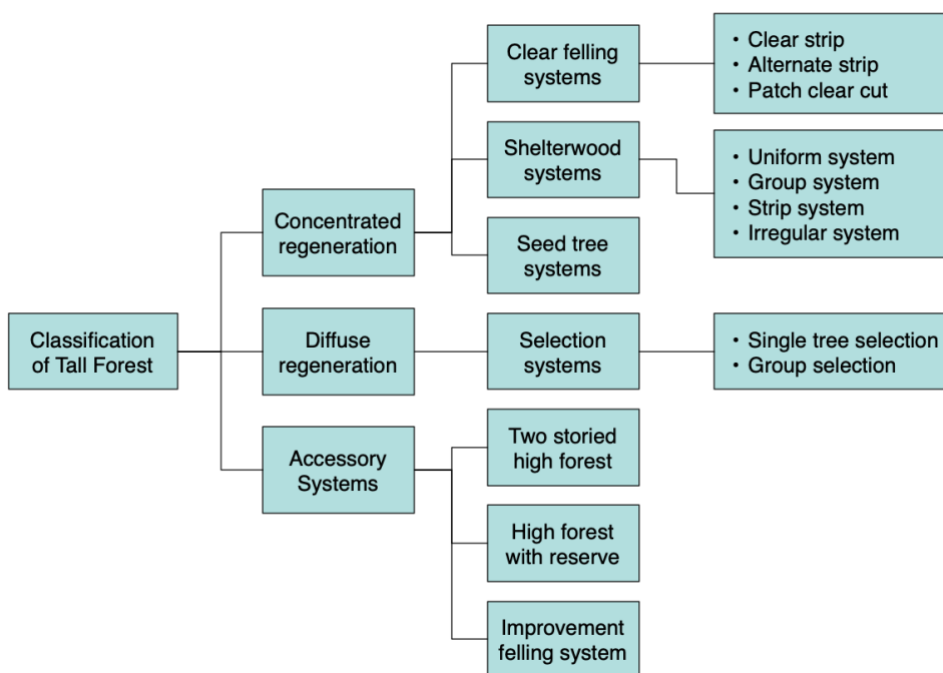 Classification
of Tall Forest
Concentrated
regeneration
Clear felling
systems
• Clear strip
• Alternate strip
• Patch clear cut
Shelterwood
systems
• Uniform system
• Group system
• Strip system
• Irregular system
Seed tree
systems
Diffuse
regeneration
Selection
systems
• Single tree selection
• Group selection
Accessory
Systems
Two storied
high forest
High forest
with reserve
Improvement
felling system